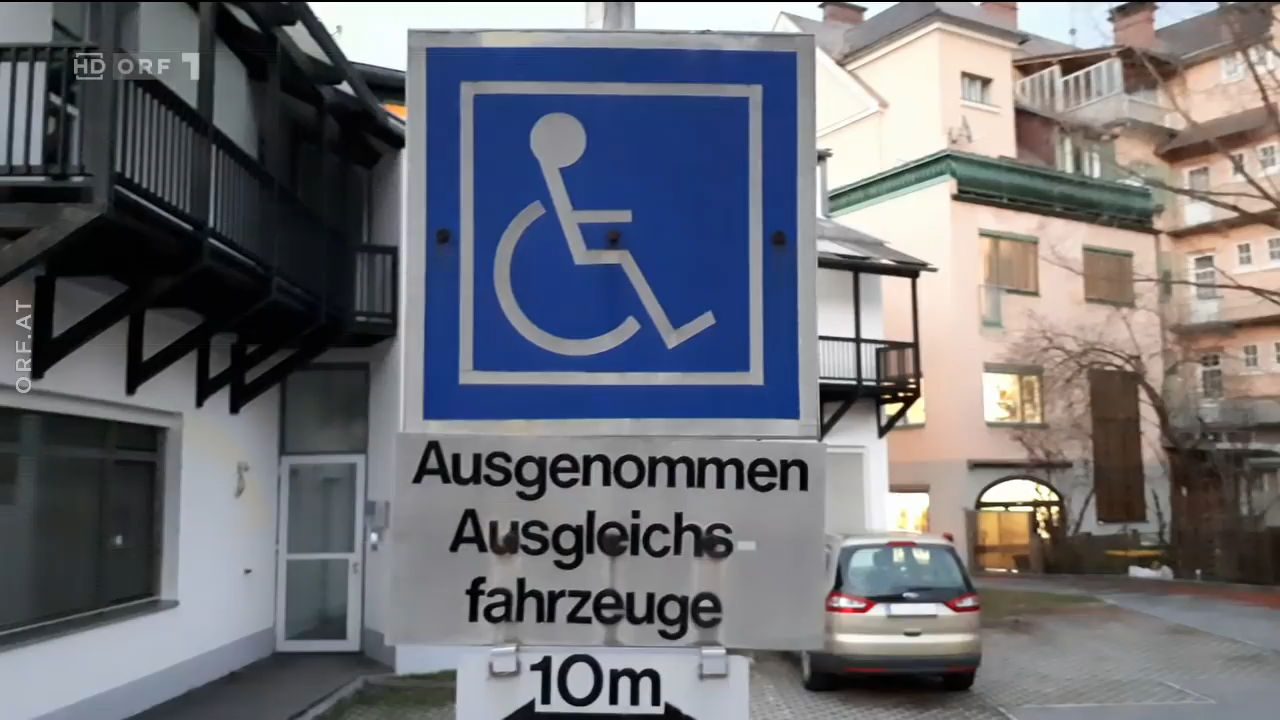 HD ORF 1
ORF.AT
Ausgenommen
Ausgleichs
fahrzeuge
10m